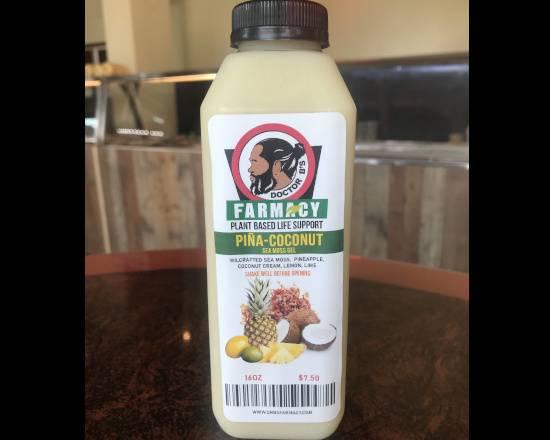 DOCTOR B'S
FARMACY
PLANT BASED LIFE SUPPORT
PIÑA-COCONUT
SEA MOSS GEL
WILCRAFTED SEA MOSS, PINEAPPLE,
COCONUT CREAM, LEMON, LIME
SHAKE WELL BEFORE OPENING
16OZ $7.50